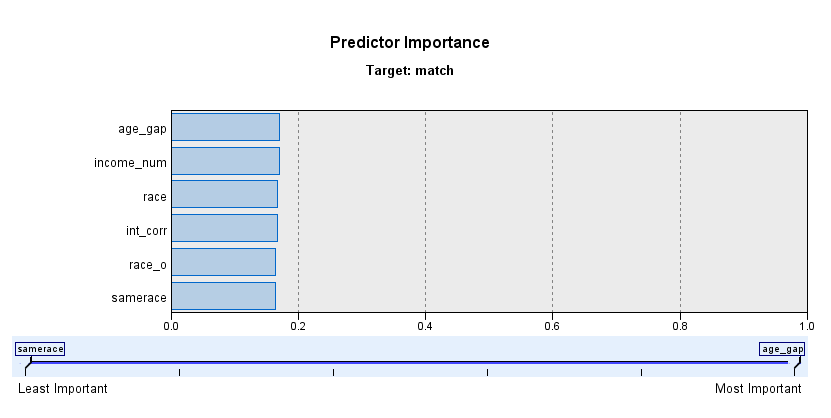 Predictor Importance
Target: match
age_gap
income_num
race
int_corr
race_o
samerace
0.0 0.2 0.4 0.6 0.8 1.0
samerace age_gap
Least Important Most Important